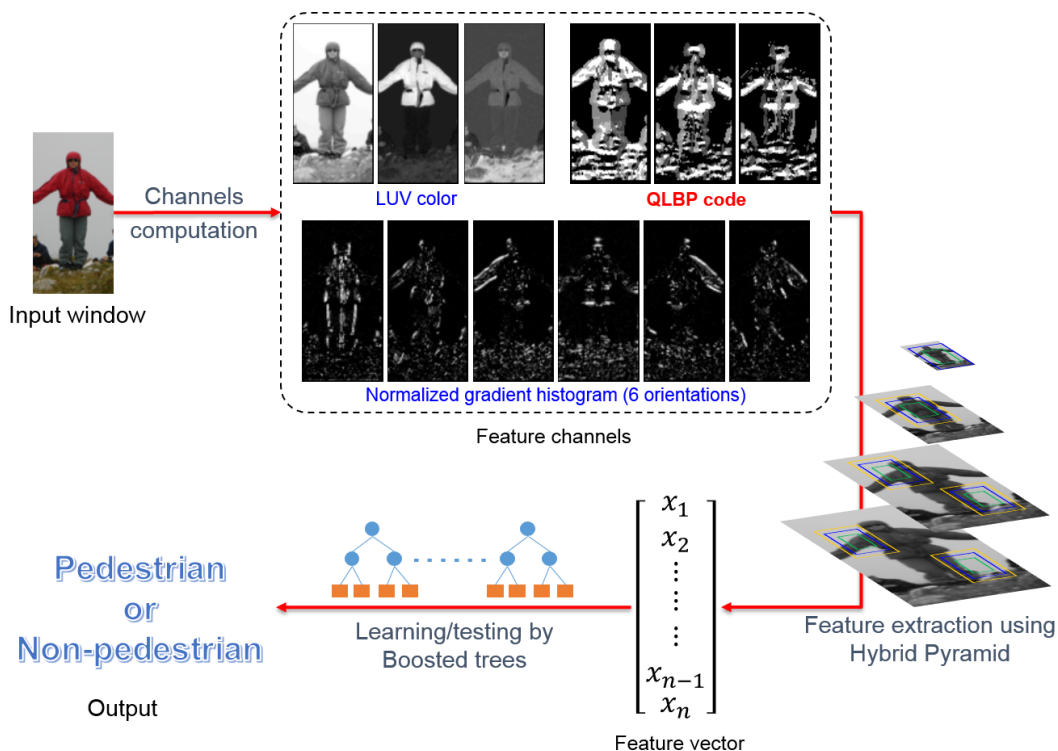 LUV color
QLBP code
Channels
computation
Input window
Normalized gradient histogram (6 orientations)
Feature channels
x₁
x₂
⋮
⋮
⋮
xₙ₋₁
xₙ
Pedestrian
or
Non-pedestrian
Output
Learning/testing by
Boosted trees
Feature vector
Feature extraction using
Hybrid Pyramid